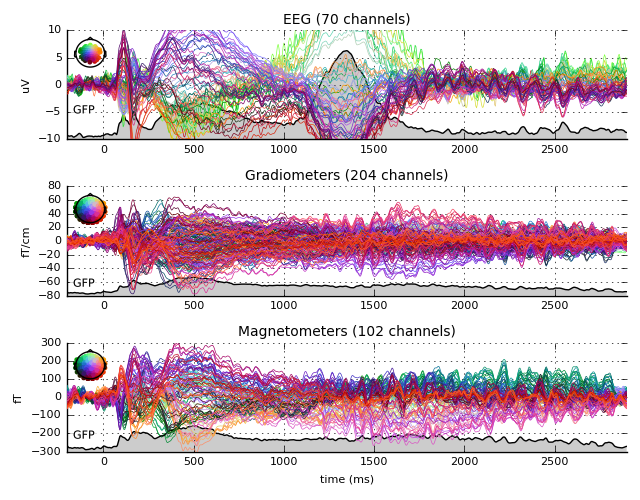 EEG (70 channels)
10
5
0
−5
−10
uV
GFP
0 500 1000 1500 2000 2500
Gradiometers (204 channels)
80
60
40
20
0
−20
−40
−60
−80
fT/cm
GFP
0 500 1000 1500 2000 2500
Magnetometers (102 channels)
300
200
100
0
−100
−200
−300
fT
GFP
0 500 1000 1500 2000 2500
time (ms)